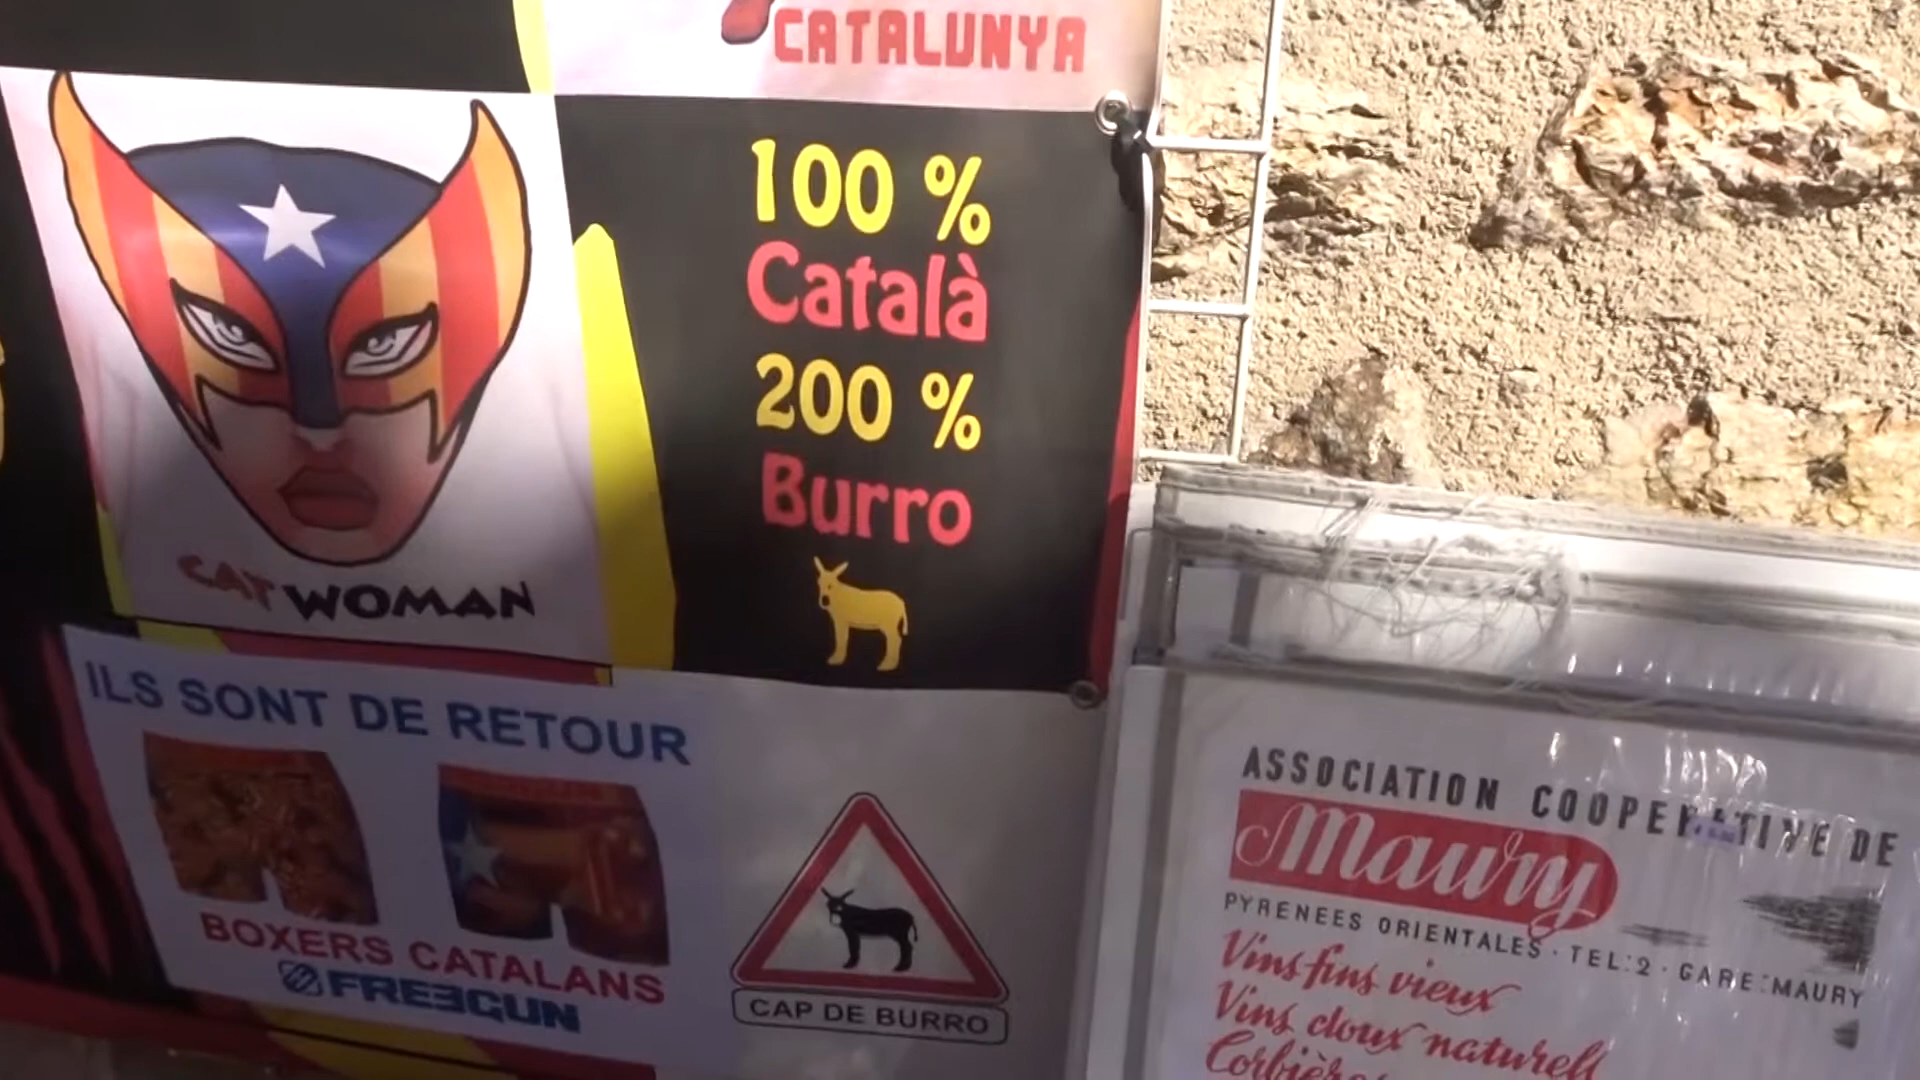 CATALUNYA
100 %
Català
200 %
Burro
CATWOMAN
ILS SONT DE RETOUR
BOXERS CATALANS
FREEGUN
CAP DE BURRO
ASSOCIATION COOPERATIVE DE
Maury
PYRENEES ORIENTALES · TEL:2 · GARE:MAURY
Vins fins vieux
Vins doux naturels